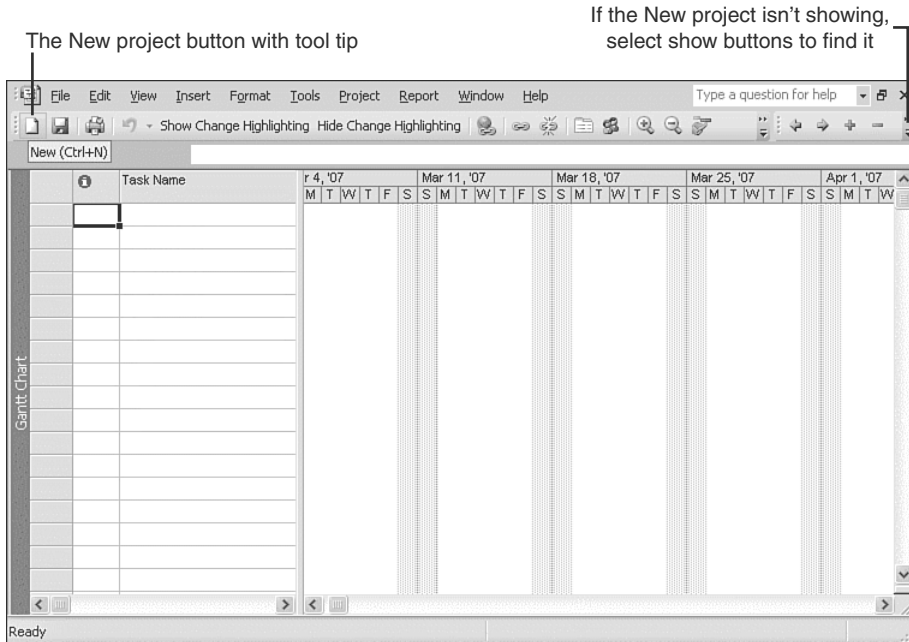 If the New project isn't showing,
select show buttons to find it
The New project button with tool tip
File Edit View Insert Format Tools Project Report Window Help Type a question for help
Show Change Highlighting Hide Change Highlighting
New (Ctrl+N)
Task Name
r 4, '07 Mar 11, '07 Mar 18, '07 Mar 25, '07 Apr 1, '07
M T W T F S S M T W T F S S M T W T F S S M T W T F S S M T W
Gantt Chart
Ready